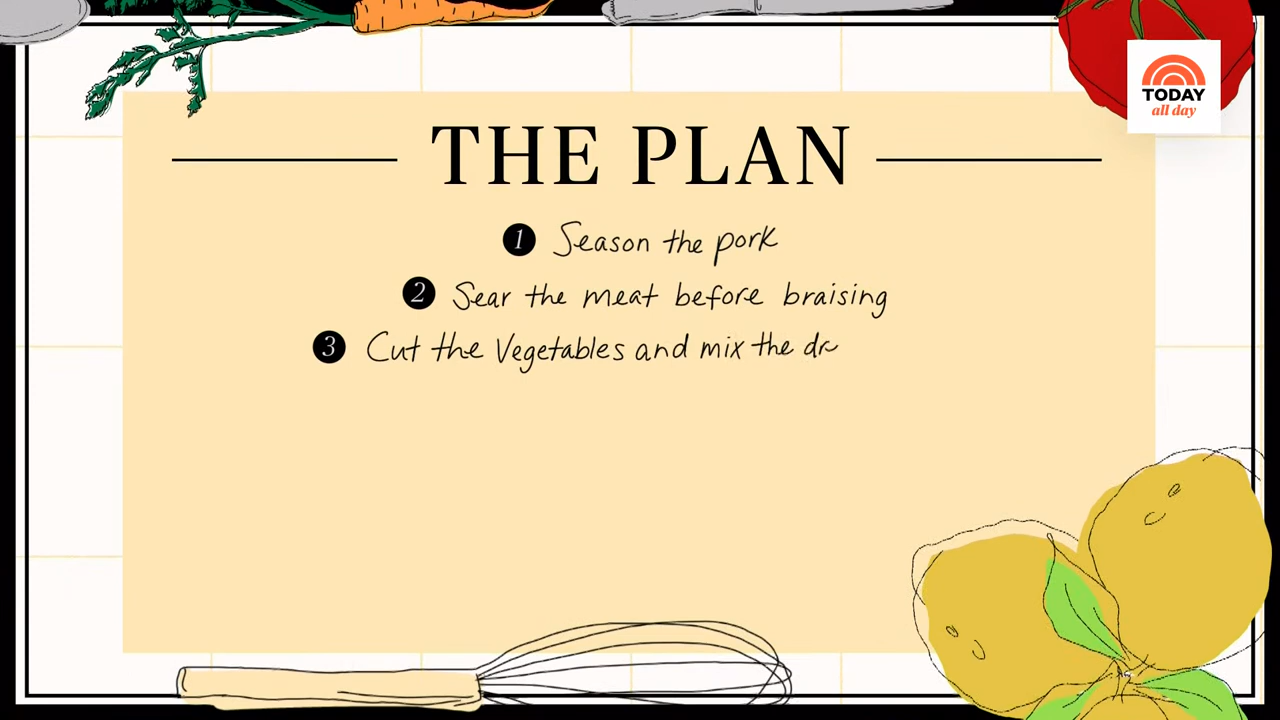 TODAY
all day
THE PLAN
1 Season the pork
2 Sear the meat before braising
3 Cut the Vegetables and mix the